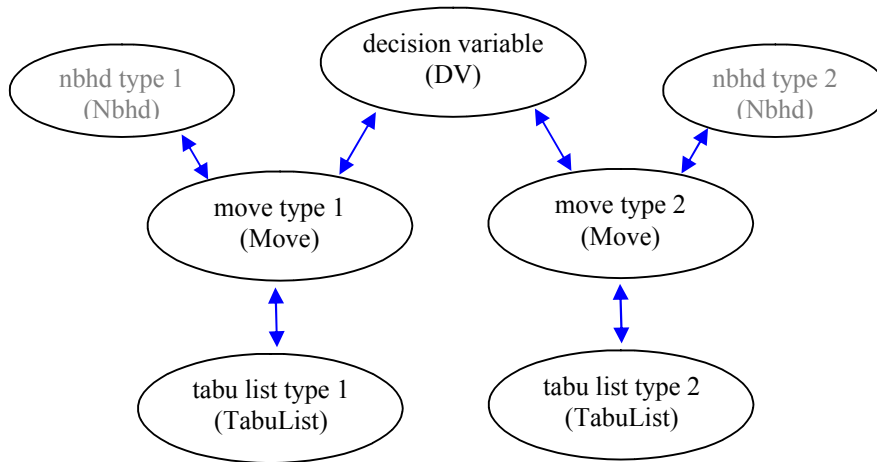 decision variable
(DV)
nbhd type 1
(Nbhd)
nbhd type 2
(Nbhd)
move type 1
(Move)
move type 2
(Move)
tabu list type 1
(TabuList)
tabu list type 2
(TabuList)